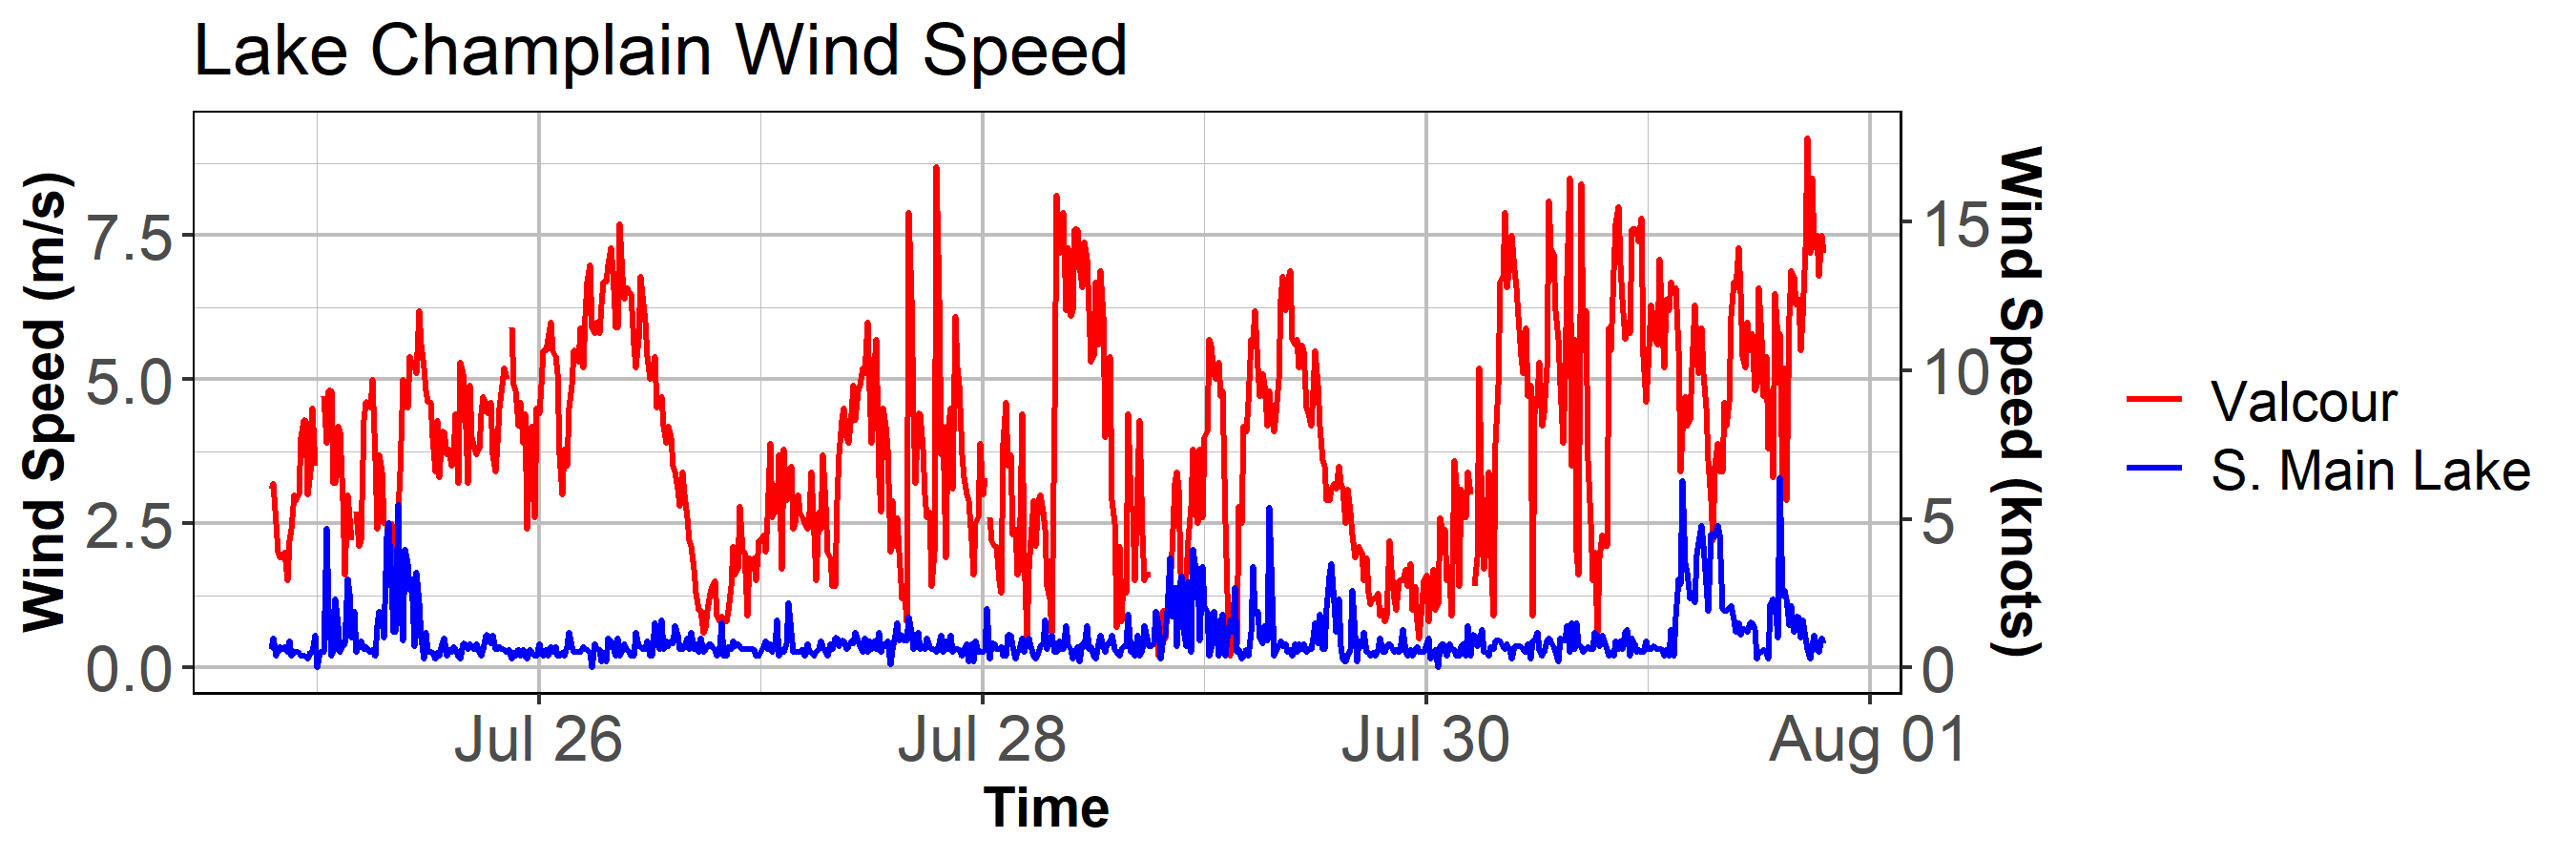 Lake Champlain Wind Speed
Wind Speed (m/s)
7.5
5.0
2.5
0.0
Wind Speed (knots)
15
10
5
0
Jul 26
Jul 28
Jul 30
Aug 01
Time
Valcour
S. Main Lake